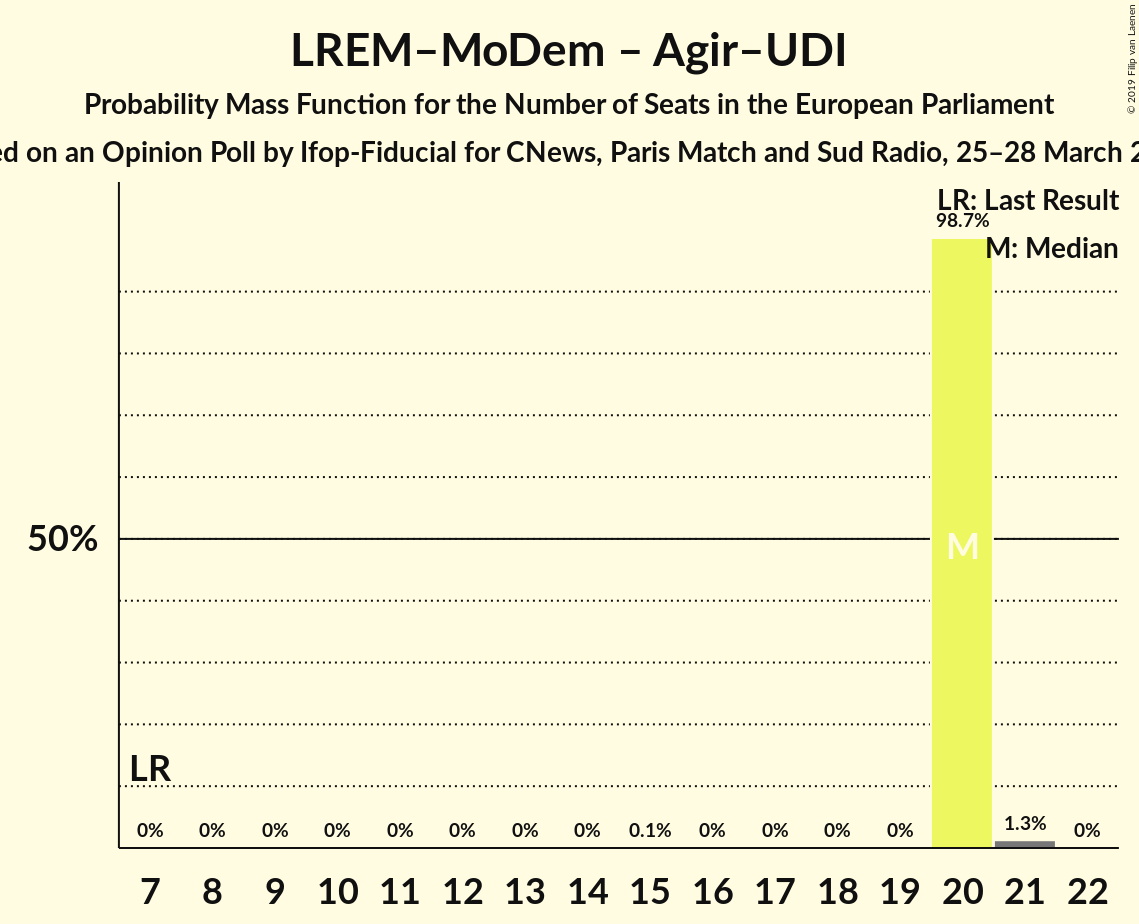 LREM–MoDem – Agir–UDI
Probability Mass Function for the Number of Seats in the European Parliament
on an Opinion Poll by Ifop-Fiducial for CNews, Paris Match and Sud Radio, 25–28 March
© 2019 Filip van Laenen
LR: Last Result
98.7%
M: Median
50%
M
LR
0% 0% 0% 0% 0% 0% 0% 0% 0.1% 0% 0% 0% 0% 1.3% 0%
7 8 9 10 11 12 13 14 15 16 17 18 19 20 21 22